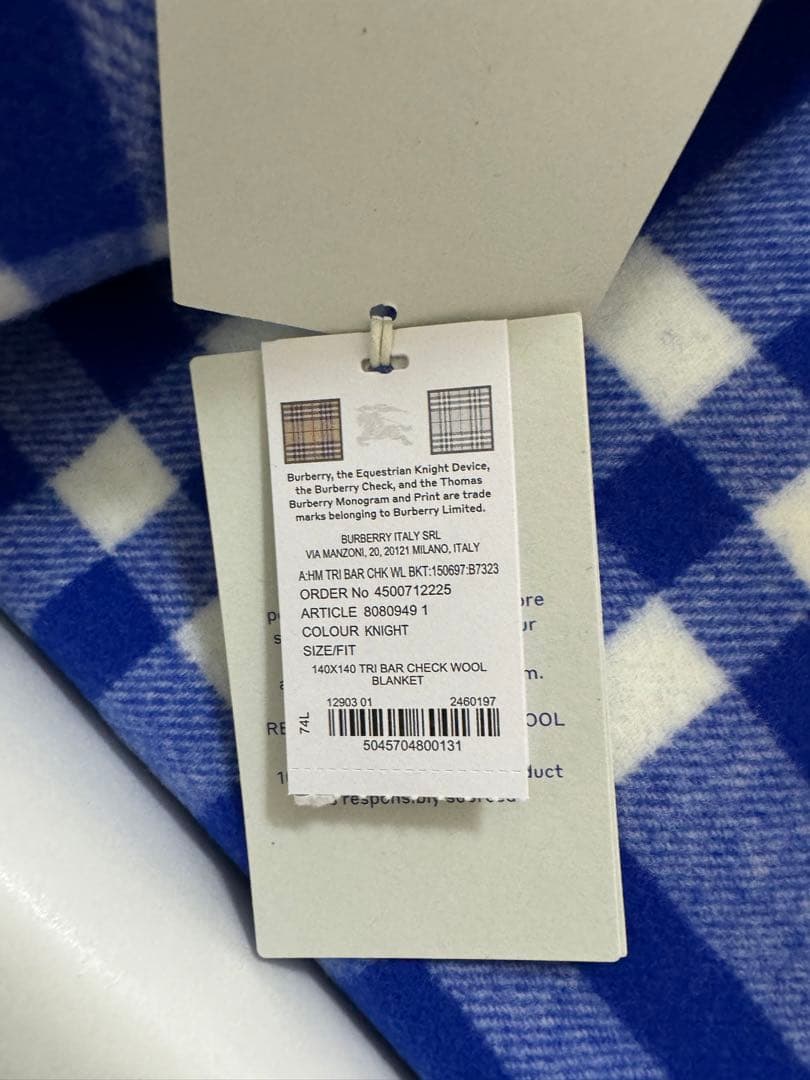 Burberry, the Equestrian Knight Device,
the Burberry Check, and the Thomas
Burberry Monogram and Print are trade
marks belonging to Burberry Limited.
BURBERRY ITALY SRL
VIA MANZONI, 20, 20121 MILANO, ITALY
A:HM TRI BAR CHK WL BKT:150697:B7323
ORDER No 4500712225
ARTICLE 8080949 1
COLOUR KNIGHT
SIZE/FIT
140X140 TRI BAR CHECK WOOL
BLANKET
12903 01 2460197
74L
5045704800131
responsibly sourced